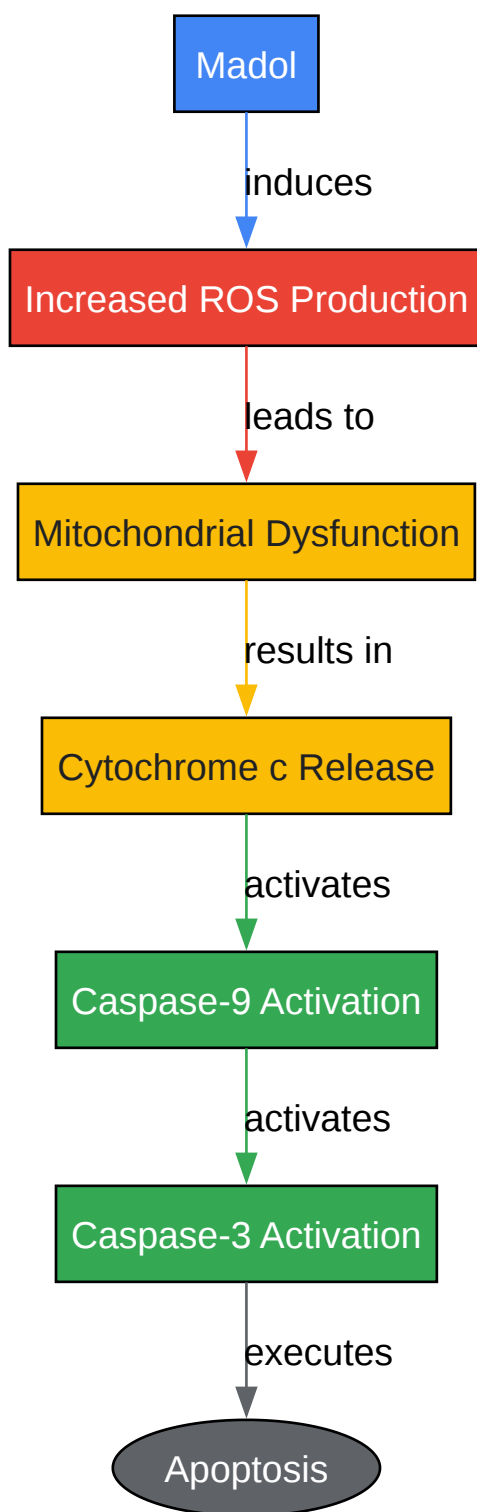 Madol
induces
Increased ROS Production
leads to
Mitochondrial Dysfunction
results in
Cytochrome c Release
activates
Caspase-9 Activation
activates
Caspase-3 Activation
executes
Apoptosis